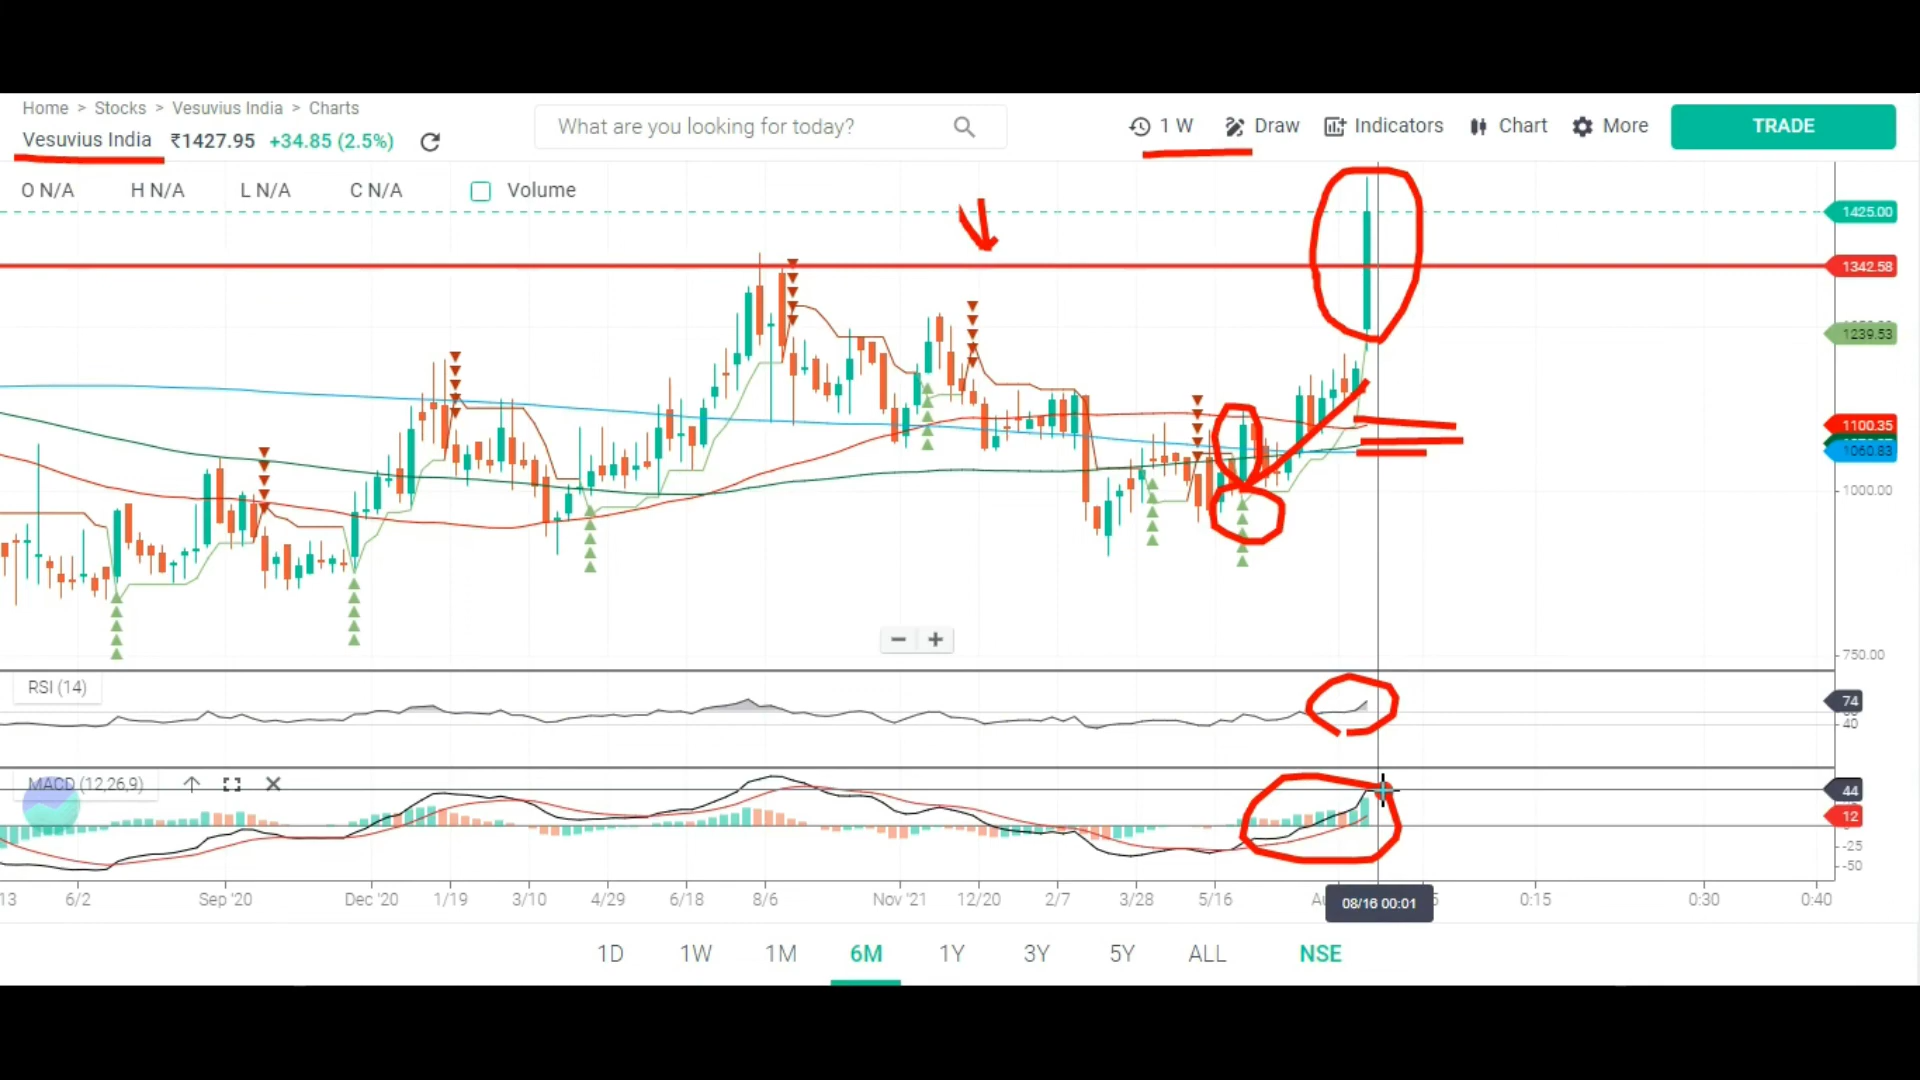 Home > Stocks > Vesuvius India > Charts
Vesuvius India ₹1427.95 +34.85 (2.5%)
What are you looking for today?
1 W Draw Indicators Chart More
TRADE
O N/A H N/A L N/A C N/A Volume
1425.00
1342.58
1239.53
1100.35
1060.83
1000.00
− +
750.00
RSI (14)
74
40
MACD (12,26,9)
44
12
-25
-50
13 6/2 Sep '20 Dec '20 1/19 3/10 4/29 6/18 8/6 Nov '21 12/20 2/7 3/28 5/16 08/16 00:01 0:15 0:30 0:40
1D 1W 1M 6M 1Y 3Y 5Y ALL NSE